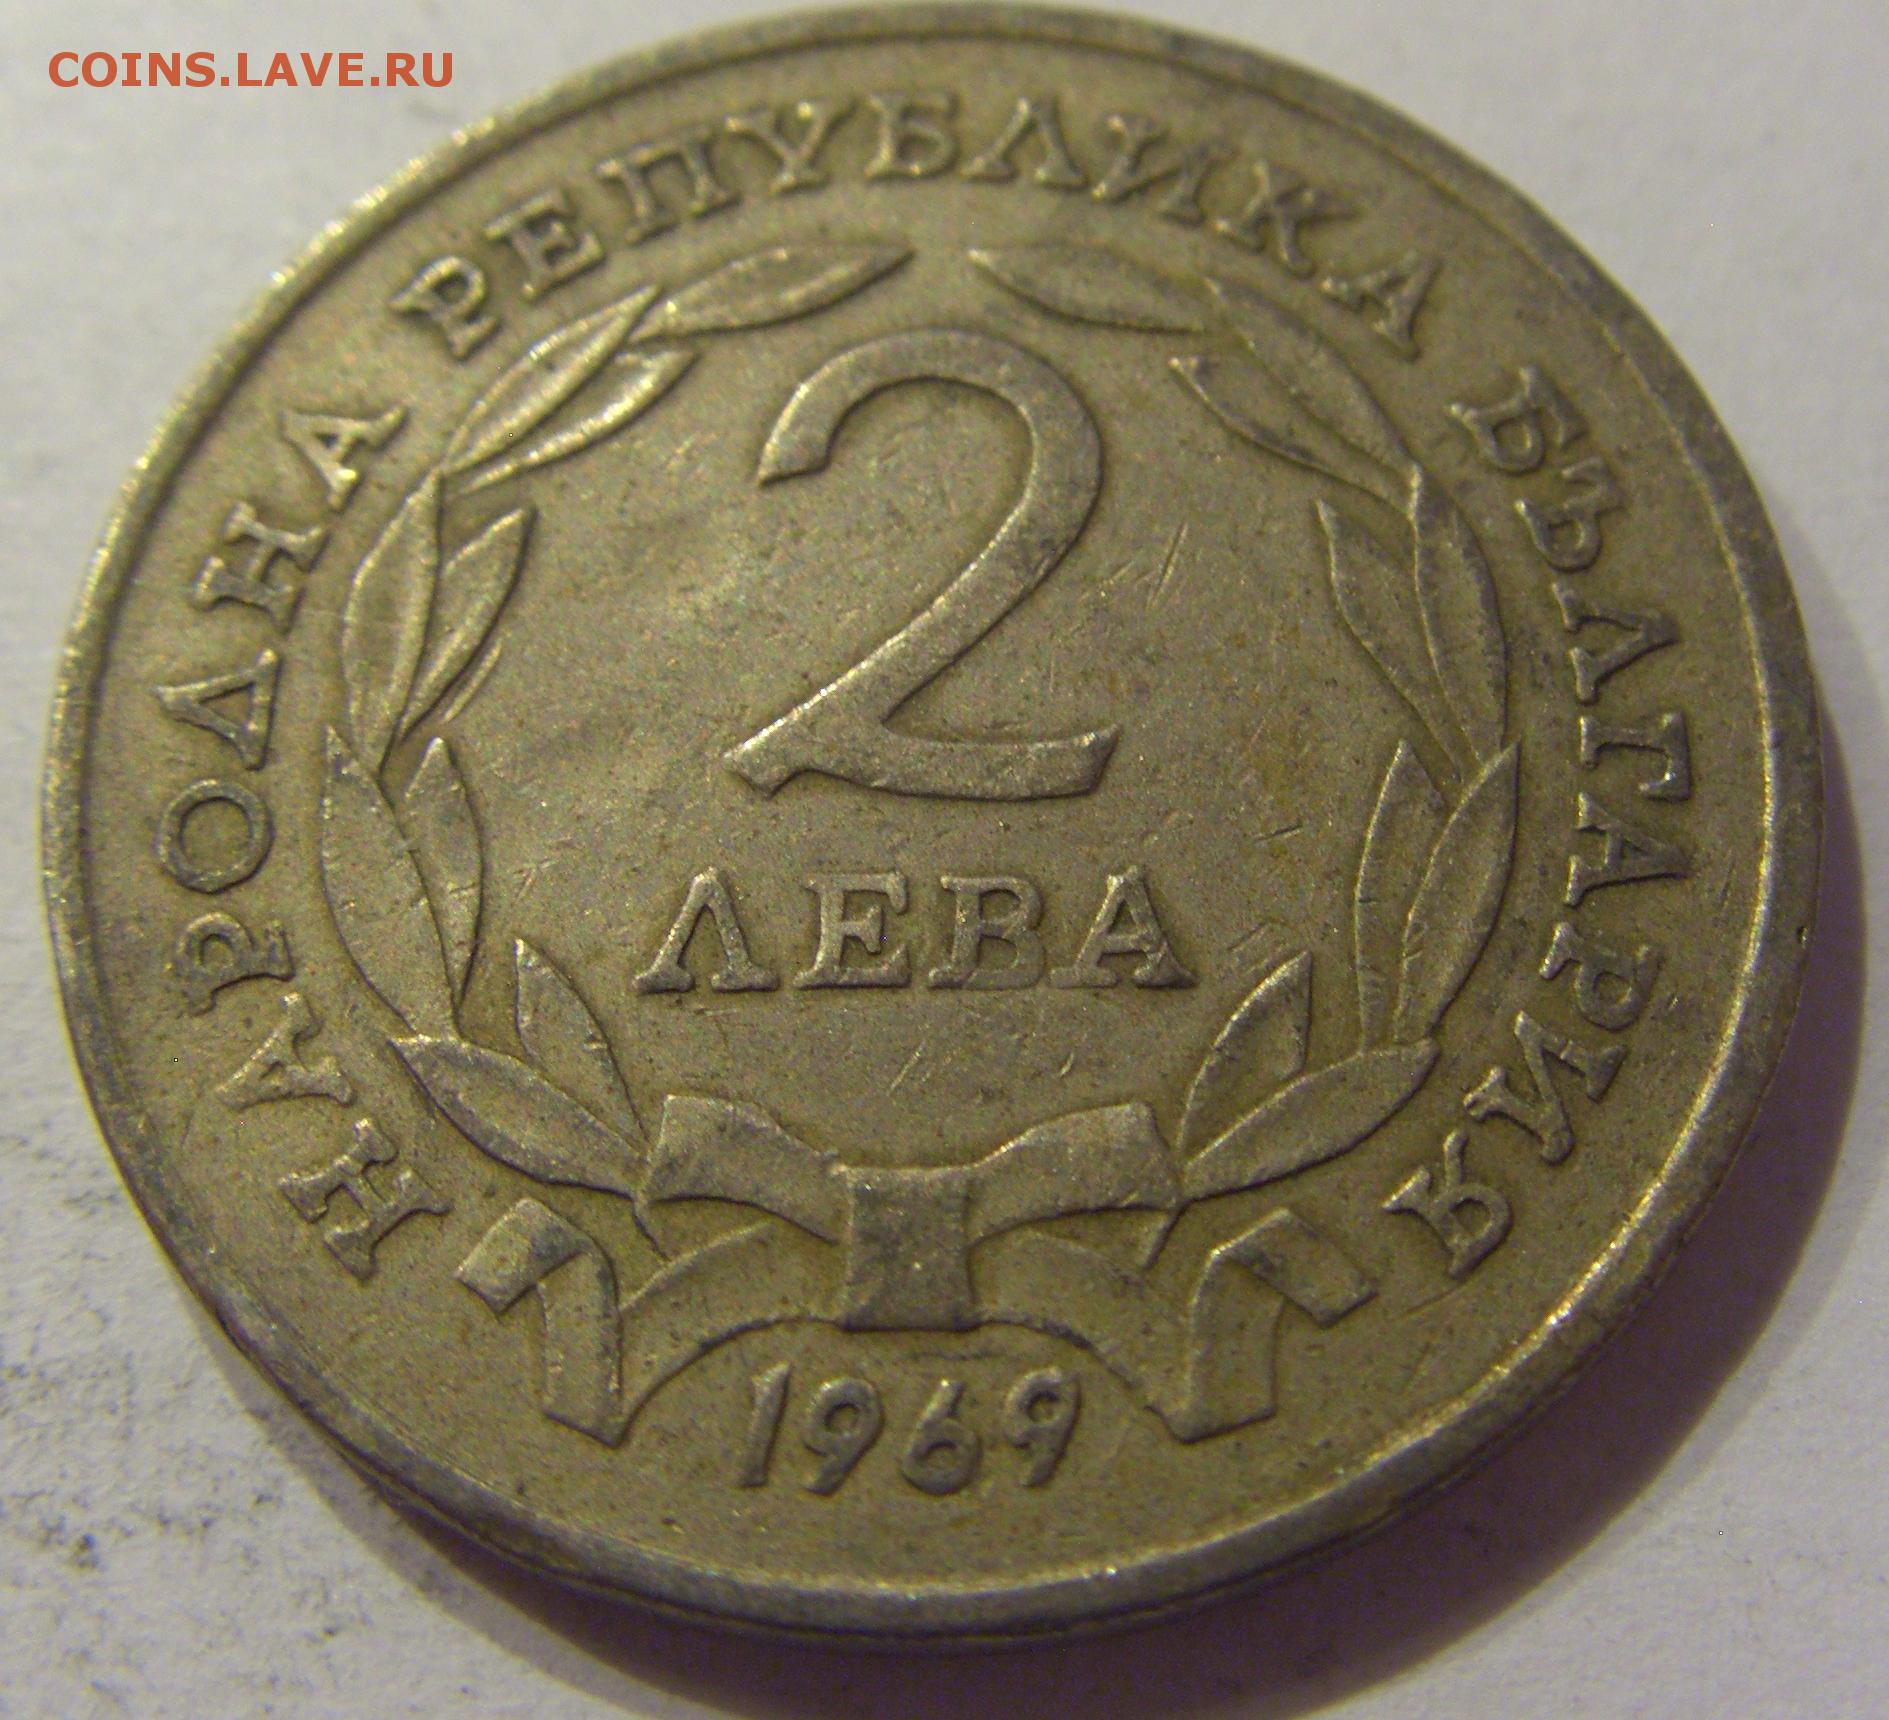 COINS.LAVE.RU
НАРОДНА РЕПУБЛИКА БЪЛГАРИЯ
2
ЛЕВА
1969